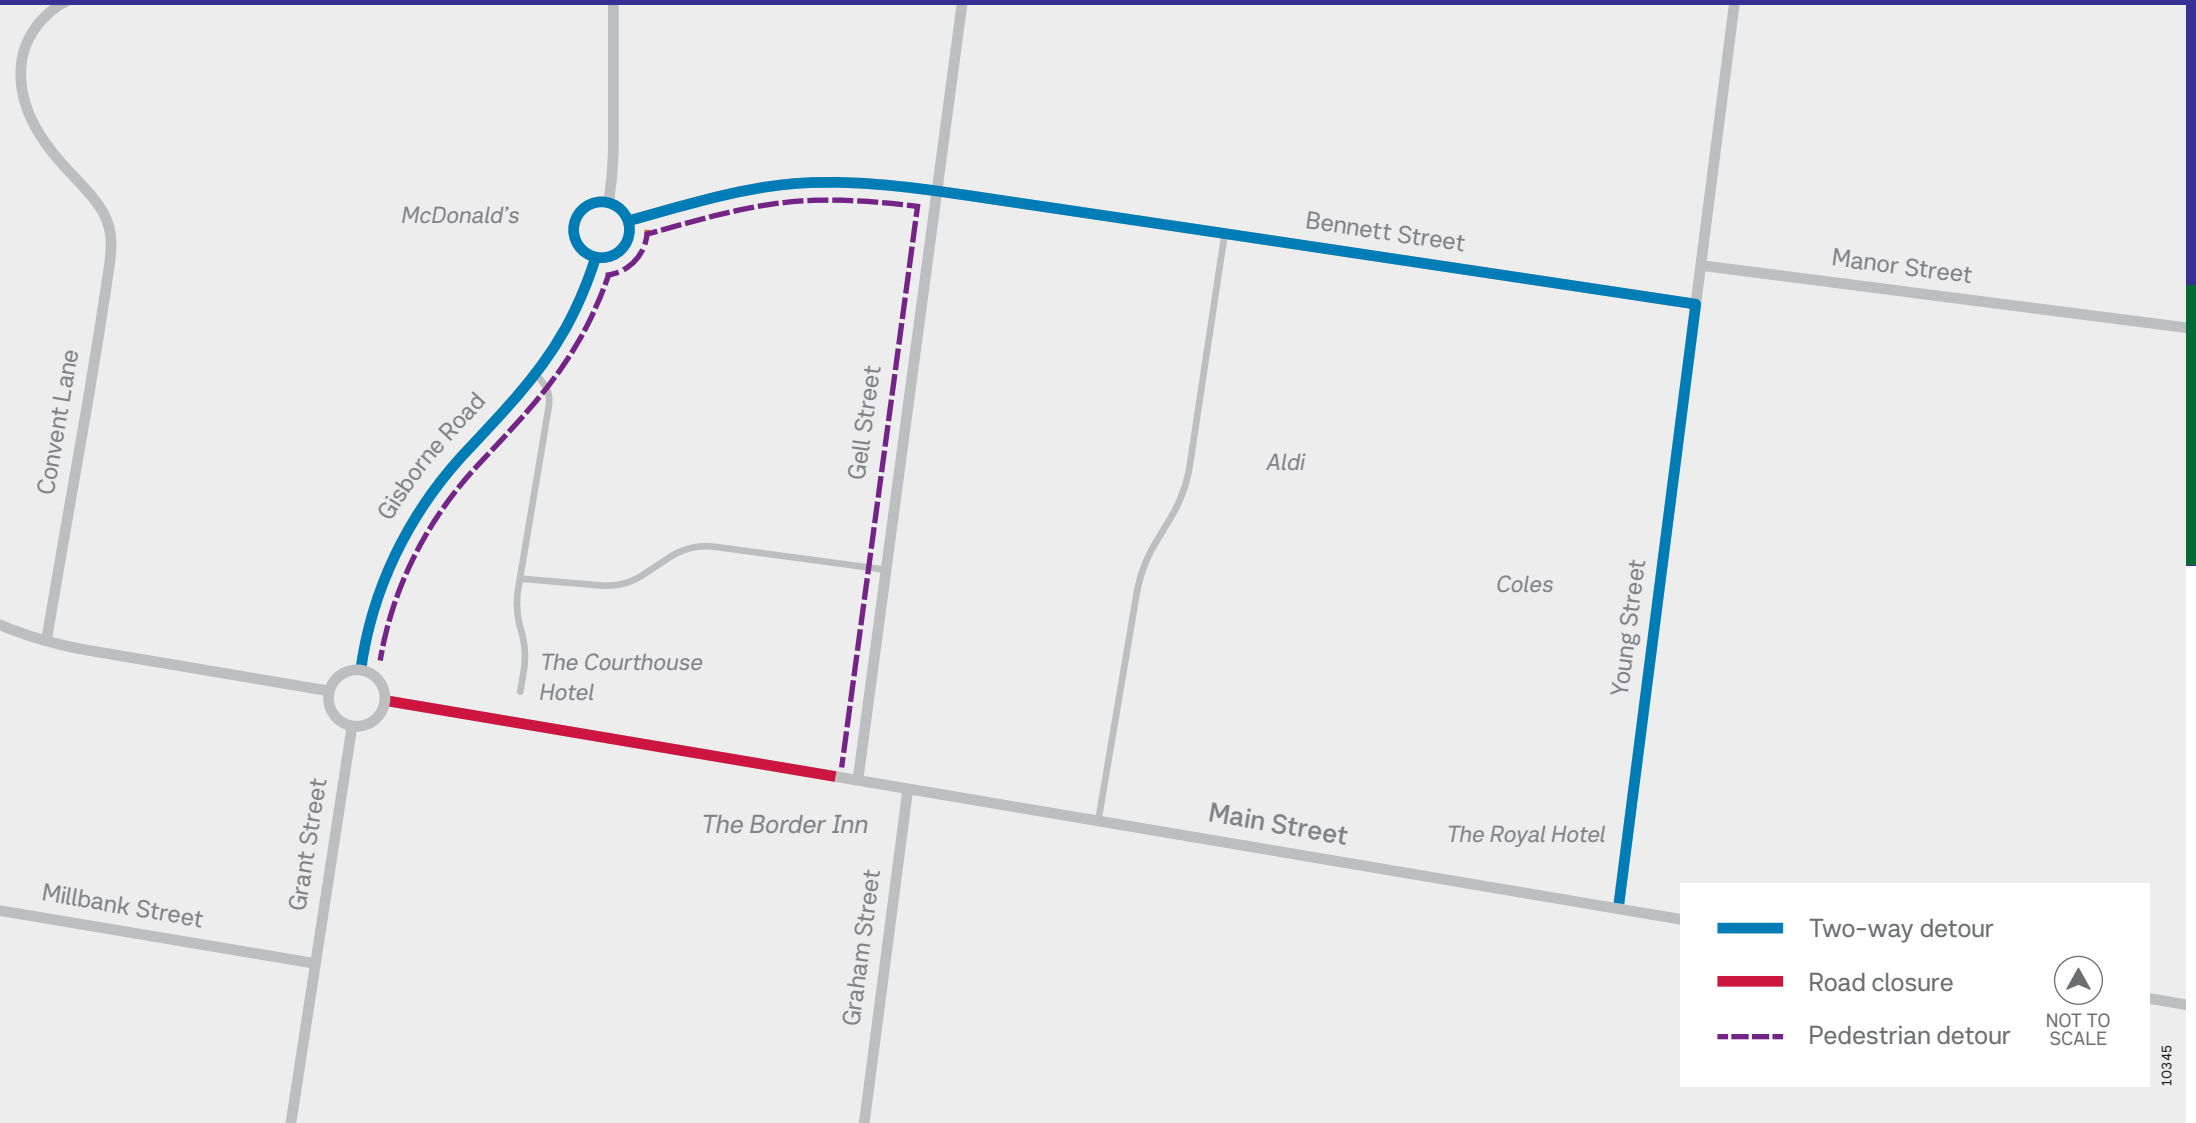 McDonald's
Bennett Street
Manor Street
Convent Lane
Gisborne Road
Gell Street
Aldi
Coles
Young Street
The Courthouse
Hotel
The Border Inn
Main Street
The Royal Hotel
Grant Street
Millbank Street
Graham Street
Two-way detour
Road closure
Pedestrian detour
NOT TO
SCALE
10345